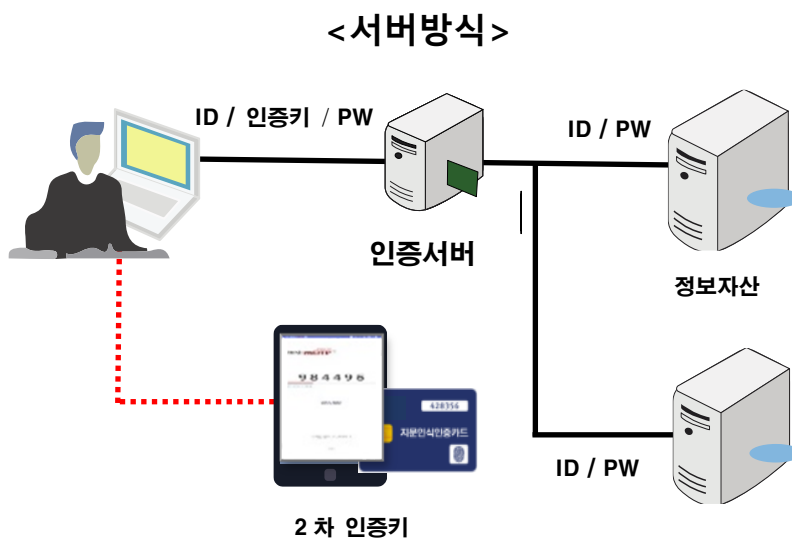 <서버방식>
ID / 인증키 / PW
ID / PW
인증서버
정보자산
984496
428356
지문인식인증카드
ID / PW
2 차 인증키